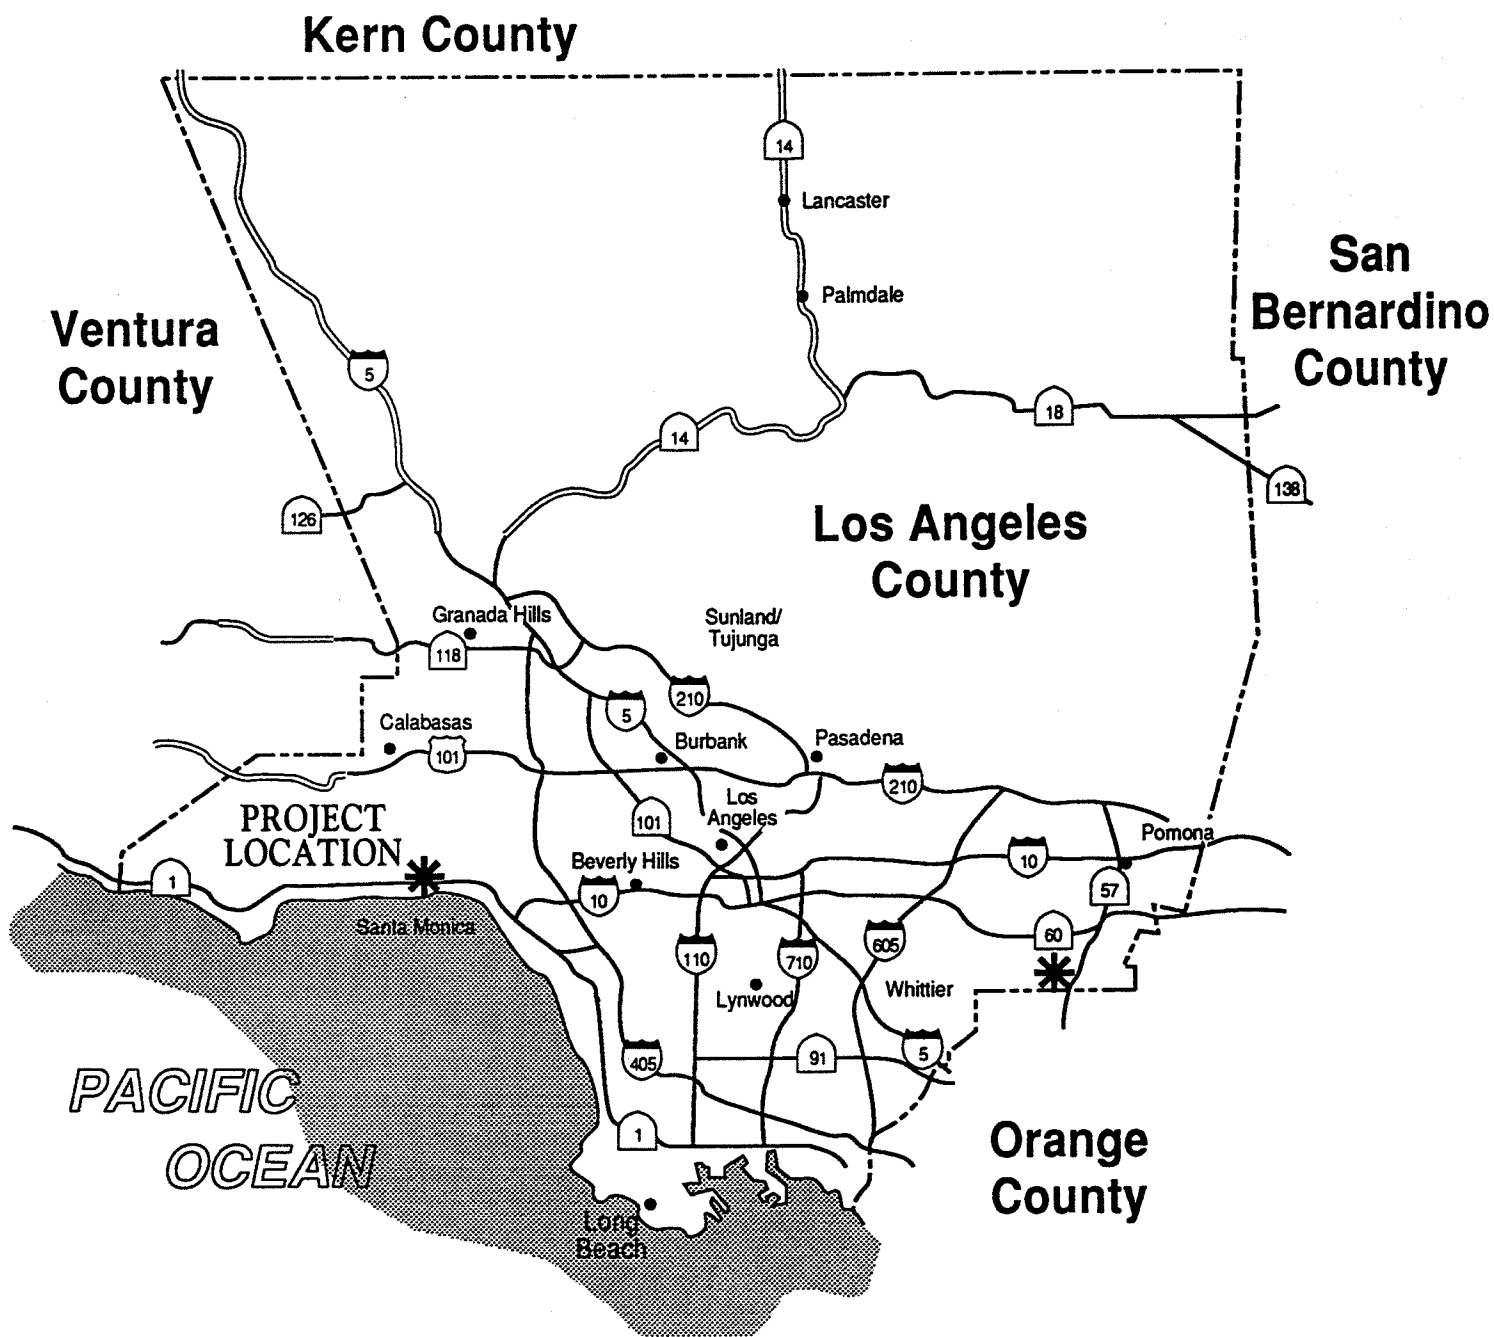 Kern County
14
Lancaster
San
Bernardino
County
Palmdale
Ventura
County
5
18
14
138
126
Los Angeles
County
Granada Hills
Sunland/
Tujunga
118
210
5
Calabasas
101
Burbank
Pasadena
210
Los
Angeles
PROJECT
LOCATION
101
Pomona
Beverly Hills
10
1
10
57
Santa Monica
60
605
110
710
Whittier
Lynwood
5
91
405
PACIFIC
OCEAN
1
Orange
County
Long
Beach